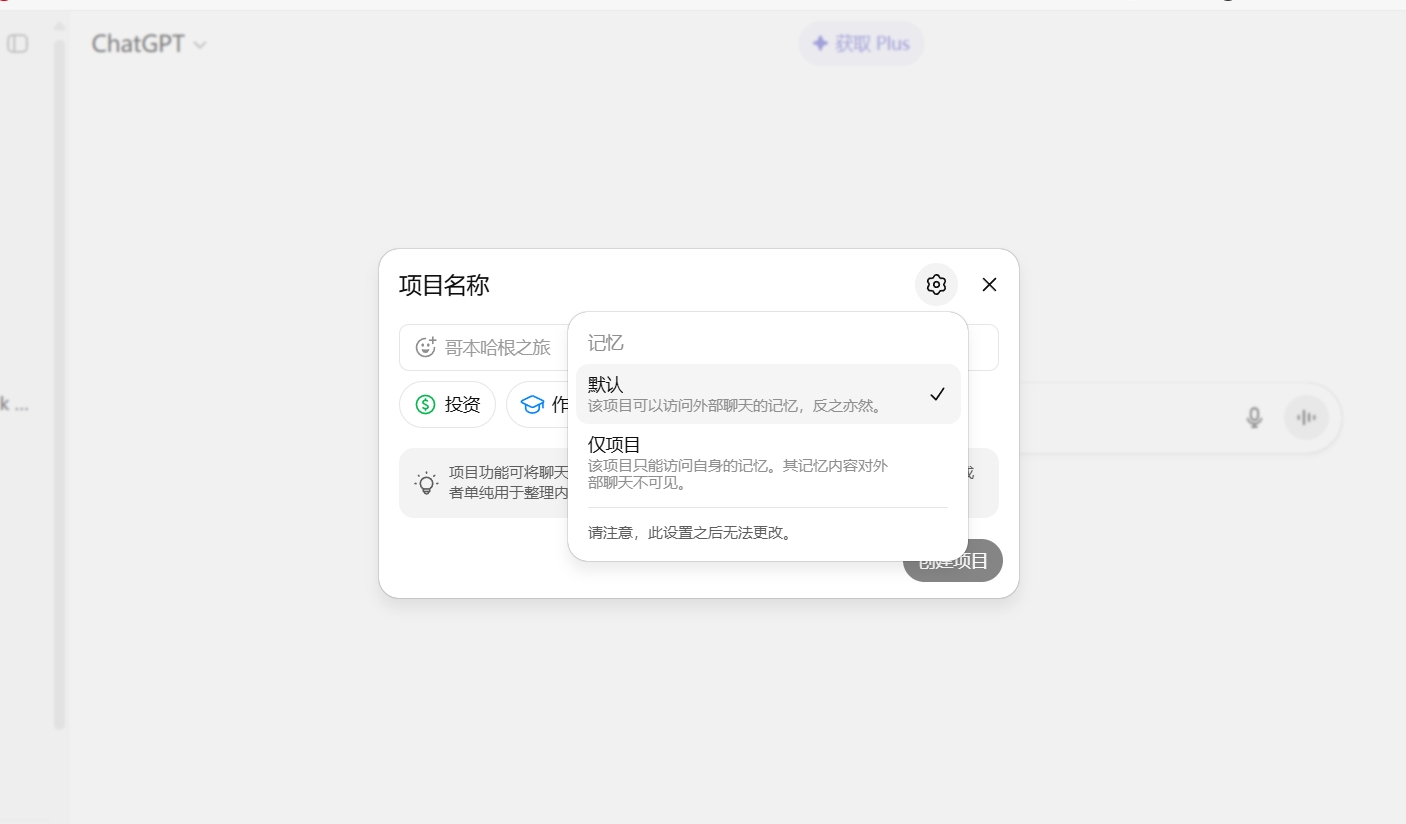 ChatGPT
获取 Plus
项目名称
哥本哈根之旅
投资
作
项目功能可将聊天
者单纯用于整理内
记忆
默认
该项目可以访问外部聊天的记忆，反之亦然。
仅项目
该项目只能访问自身的记忆。其记忆内容对外
部聊天不可见。
请注意，此设置之后无法更改。
创建项目
k ...